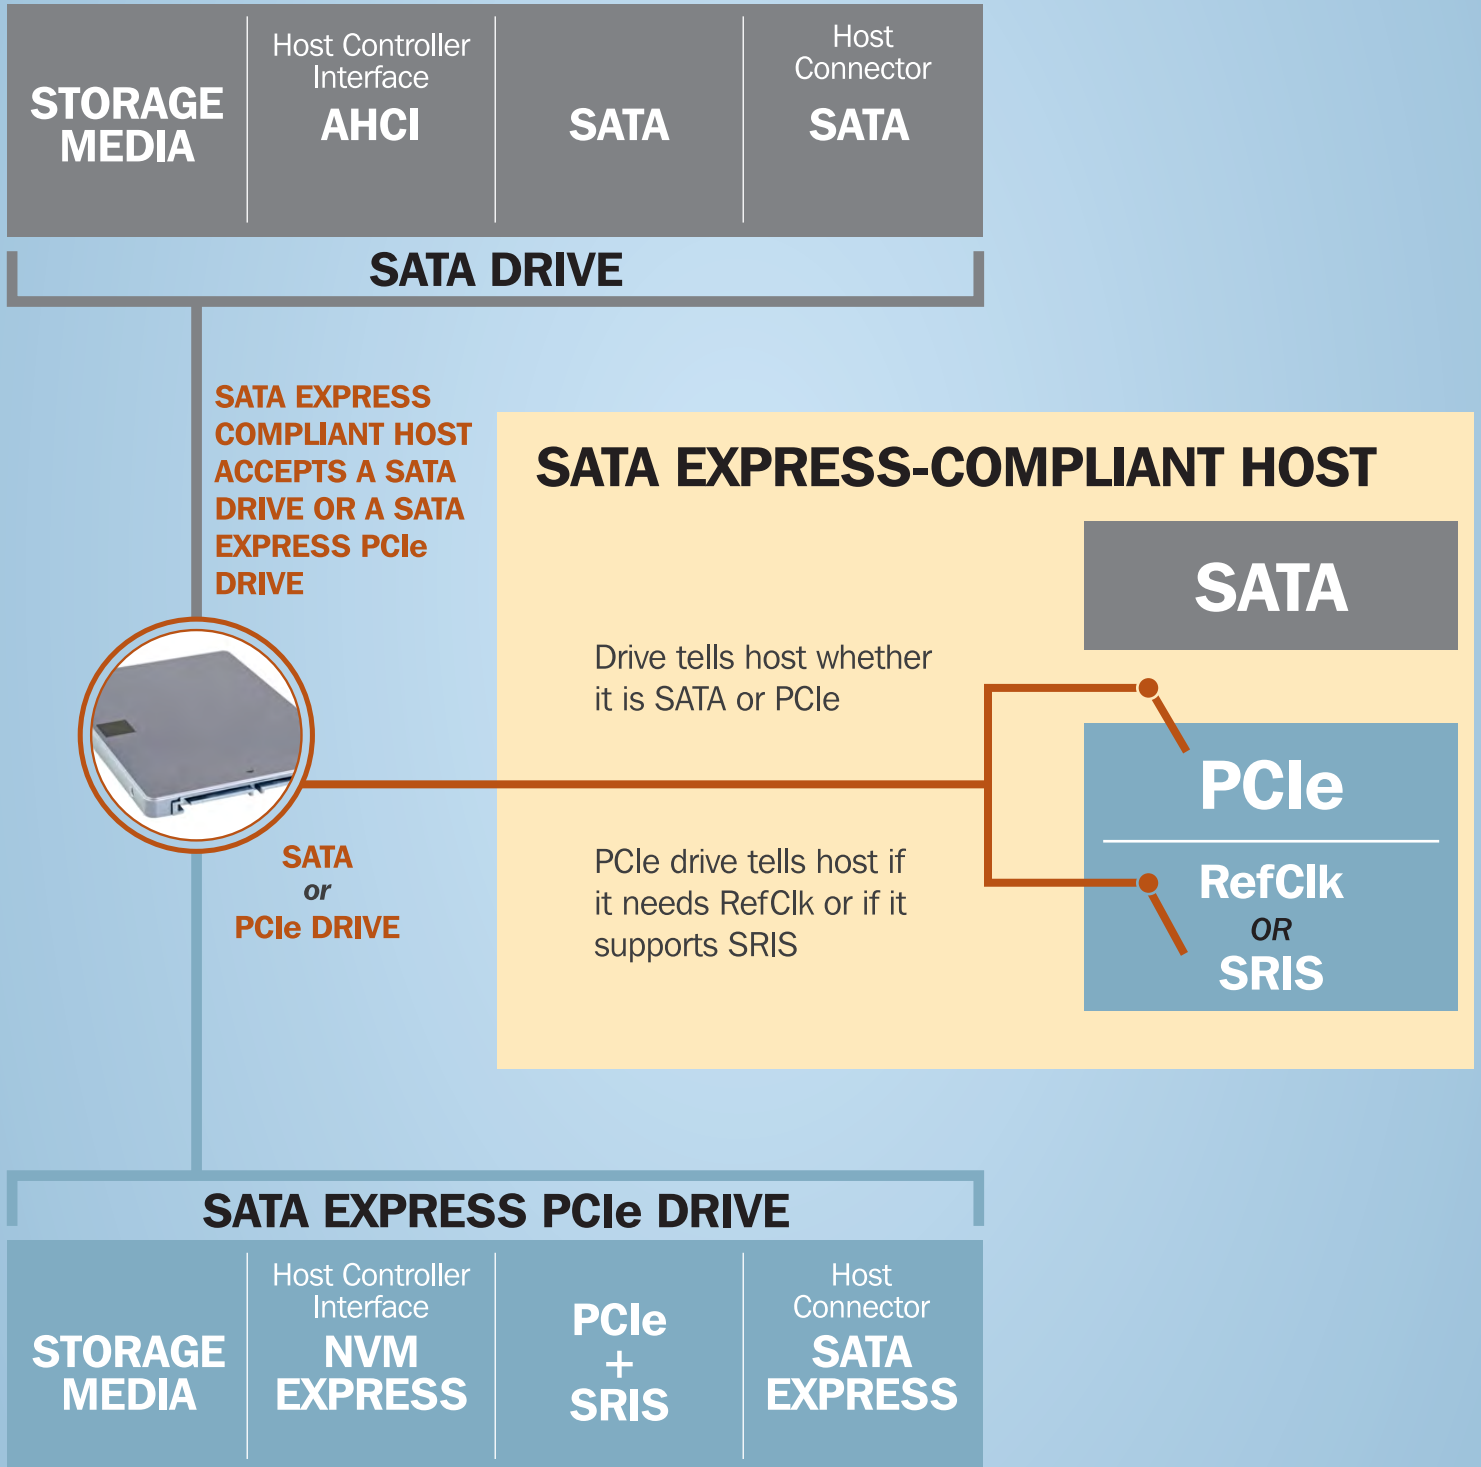 STORAGE
MEDIA
Host Controller
Interface
AHCI
SATA
Host
Connector
SATA
SATA DRIVE
SATA EXPRESS
COMPLIANT HOST
ACCEPTS A SATA
DRIVE OR A SATA
EXPRESS PCIe
DRIVE
SATA EXPRESS-COMPLIANT HOST
SATA
Drive tells host whether
it is SATA or PCIe
PCIe
PCIe drive tells host if
it needs RefClk or if it
supports SRIS
RefClk
OR
SRIS
SATA
or
PCIe DRIVE
SATA EXPRESS PCIe DRIVE
STORAGE
MEDIA
Host Controller
Interface
NVM
EXPRESS
PCIe
+
SRIS
Host
Connector
SATA
EXPRESS